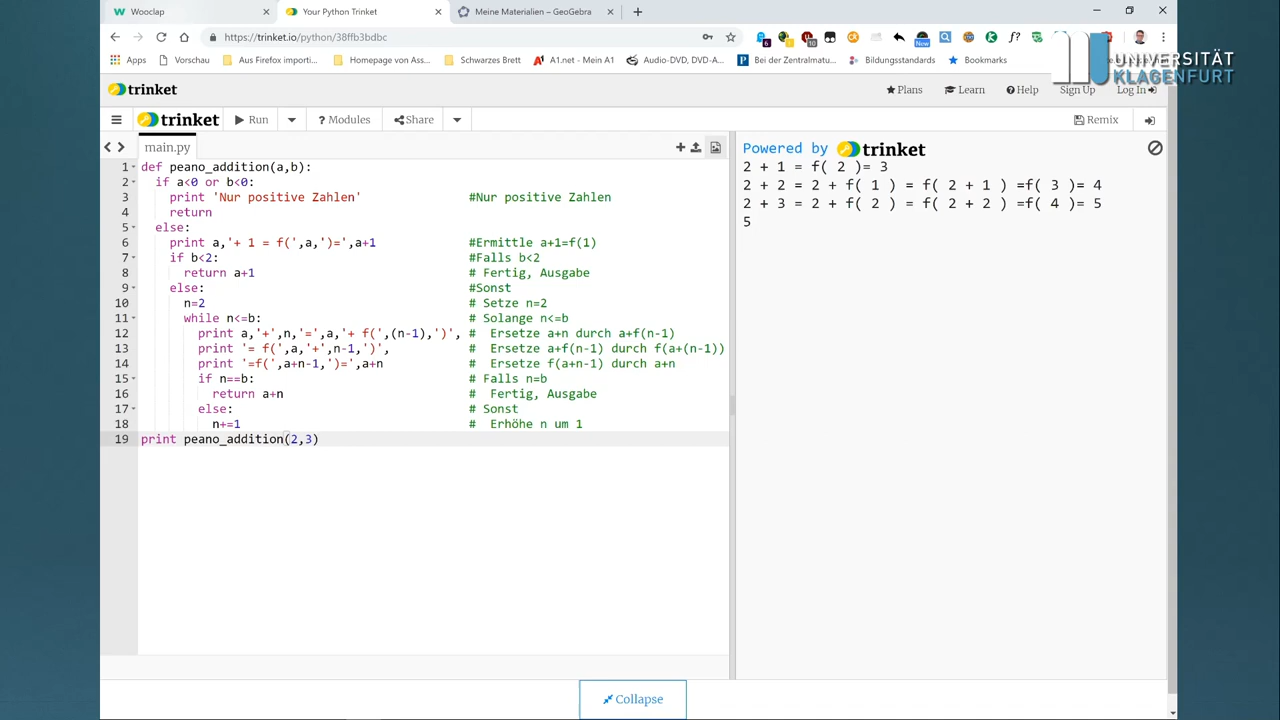 Wooclap
Your Python Trinket
Meine Materialien – GeoGebra
https://trinket.io/python/38ffb3bdbc
Apps
Vorschau
Aus Firefox importi...
Homepage von Ass...
Schwarzes Brett
A1.net - Mein A1
Audio-DVD, DVD-A...
Bei der Zentralmatu...
Bildungsstandards
Bookmarks
UNIVERSITÄT
KLAGENFURT
trinket
Plans
Learn
Help
Sign Up
Log In
trinket
Run
? Modules
Share
Remix
main.py
1 def peano_addition(a,b):
2 if a<0 or b<0:
3 print 'Nur positive Zahlen' #Nur positive Zahlen
4 return
5 else:
6 print a,'+ 1 = f(',a,')=',a+1 #Ermittle a+1=f(1)
7 if b<2: #Falls b<2
8 return a+1 # Fertig, Ausgabe
9 else: #Sonst
10 n=2 # Setze n=2
11 while n<=b: # Solange n<=b
12 print a,'+',n,'=',a,'+ f(',(n-1),')', # Ersetze a+n durch a+f(n-1)
13 print '= f(',a,'+',n-1,')', # Ersetze a+f(n-1) durch f(a+(n-1))
14 print '=f(',a+n-1,')=',a+n # Ersetze f(a+n-1) durch a+n
15 if n==b: # Falls n=b
16 return a+n # Fertig, Ausgabe
17 else: # Sonst
18 n+=1 # Erhöhe n um 1
19 print peano_addition(2,3)
Powered by trinket
2 + 1 = f( 2 )= 3
2 + 2 = 2 + f( 1 ) = f( 2 + 1 ) =f( 3 )= 4
2 + 3 = 2 + f( 2 ) = f( 2 + 2 ) =f( 4 )= 5
5
Collapse